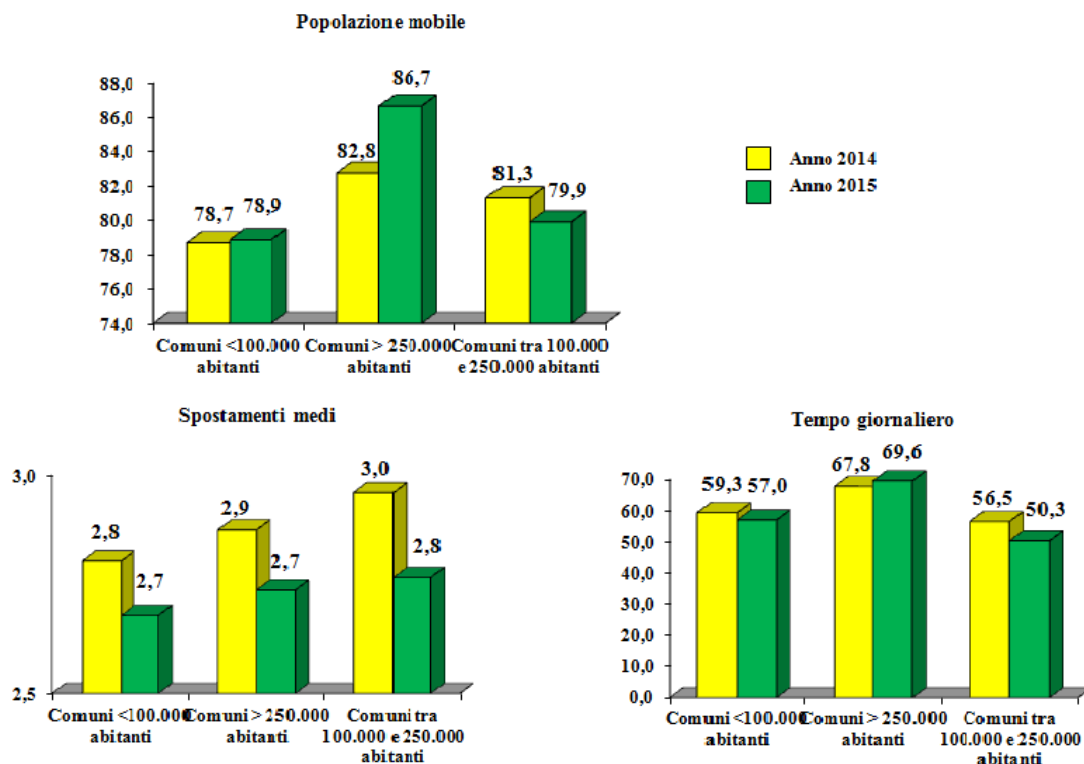 Popolazione mobile
88,0
86,0
84,0
82,0
80,0
78,0
76,0
74,0
78,7
78,9
82,8
86,7
81,3
79,9
Comuni <100.000
abitanti
Comuni > 250.000
abitanti
Comuni tra 100.000
e 250.000 abitanti
Anno 2014
Anno 2015
Spostamenti medi
3,0
2,5
2,8
2,7
2,9
2,7
3,0
2,8
Comuni <100.000
abitanti
Comuni > 250.000
abitanti
Comuni tra
100.000 e 250.000
abitanti
Tempo giornaliero
70,0
60,0
50,0
40,0
30,0
20,0
10,0
0,0
59,3
57,0
67,8
69,6
56,5
50,3
Comuni <100.000
abitanti
Comuni > 250.000
abitanti
Comuni tra
100.000 e 250.000
abitanti